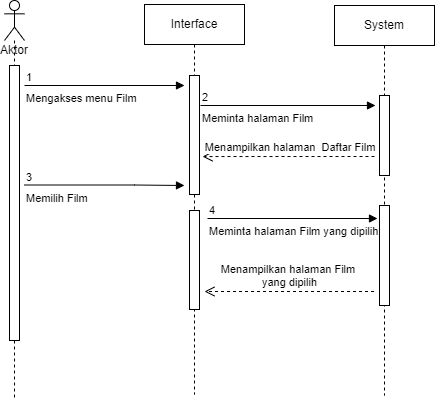 Interface
System
Aktor
1
Mengakses menu Film
2
Meminta halaman Film
Menampilkan halaman Daftar Film
3
Memilih Film
4
Meminta halaman Film yang dipilih
Menampilkan halaman Film
yang dipilih